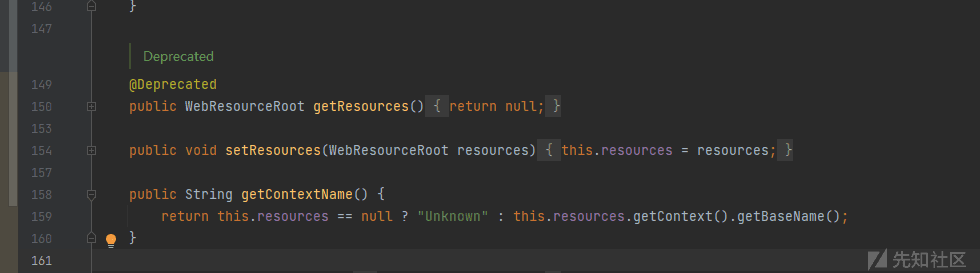 146 }
147
Deprecated
149 @Deprecated
150 public WebResourceRoot getResources() { return null; }
153
154 public void setResources(WebResourceRoot resources) { this.resources = resources; }
157
158 public String getContextName() {
159 return this.resources == null ? "Unknown" : this.resources.getContext().getBaseName();
160 }
161
先知社区